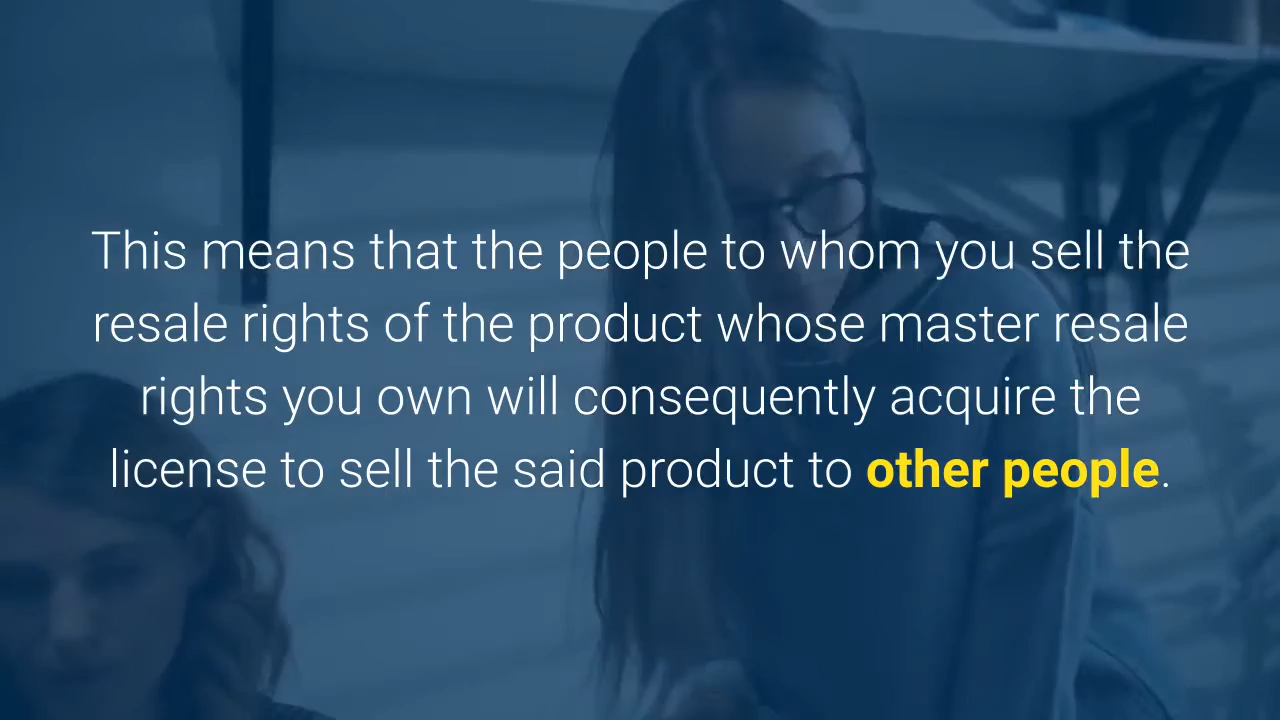 This means that the people to whom you sell the
resale rights of the product whose master resale
rights you own will consequently acquire the
license to sell the said product to other people.